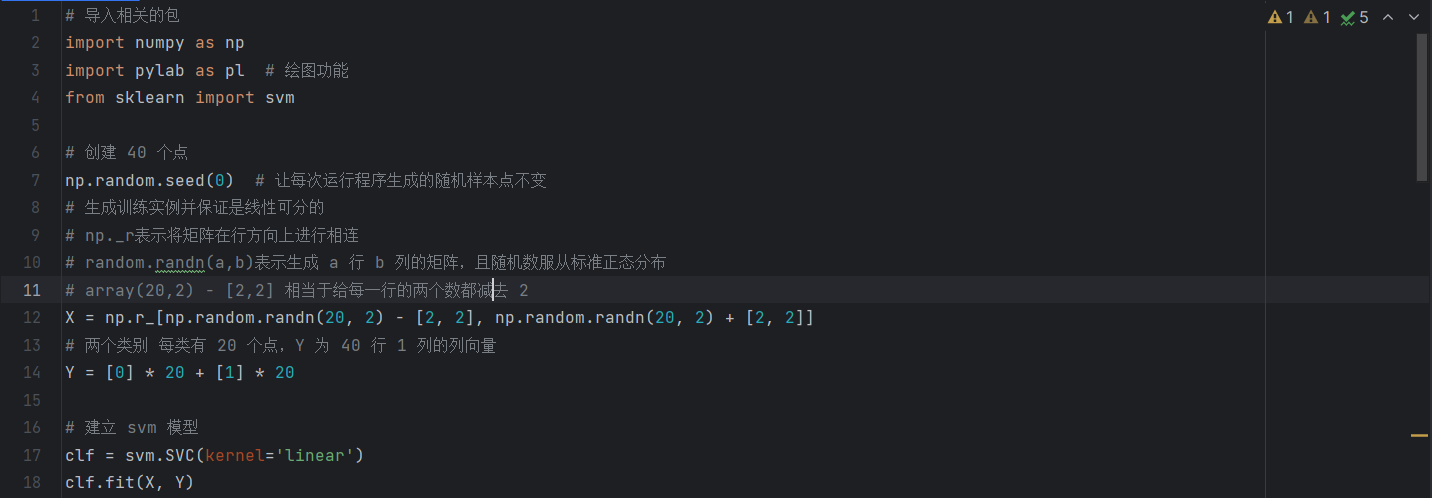 1 # 导入相关的包
2 import numpy as np
3 import pylab as pl  # 绘图功能
4 from sklearn import svm
5
6 # 创建 40 个点
7 np.random.seed(0)  # 让每次运行程序生成的随机样本点不变
8 # 生成训练实例并保证是线性可分的
9 # np._r表示将矩阵在行方向上进行相连
10 # random.randn(a,b)表示生成 a 行 b 列的矩阵，且随机数服从标准正态分布
11 # array(20,2) - [2,2] 相当于给每一行的两个数都减去 2
12 X = np.r_[np.random.randn(20, 2) - [2, 2], np.random.randn(20, 2) + [2, 2]]
13 # 两个类别 每类有 20 个点，Y 为 40 行 1 列的列向量
14 Y = [0] * 20 + [1] * 20
15
16 # 建立 svm 模型
17 clf = svm.SVC(kernel='linear')
18 clf.fit(X, Y)
1 1 5